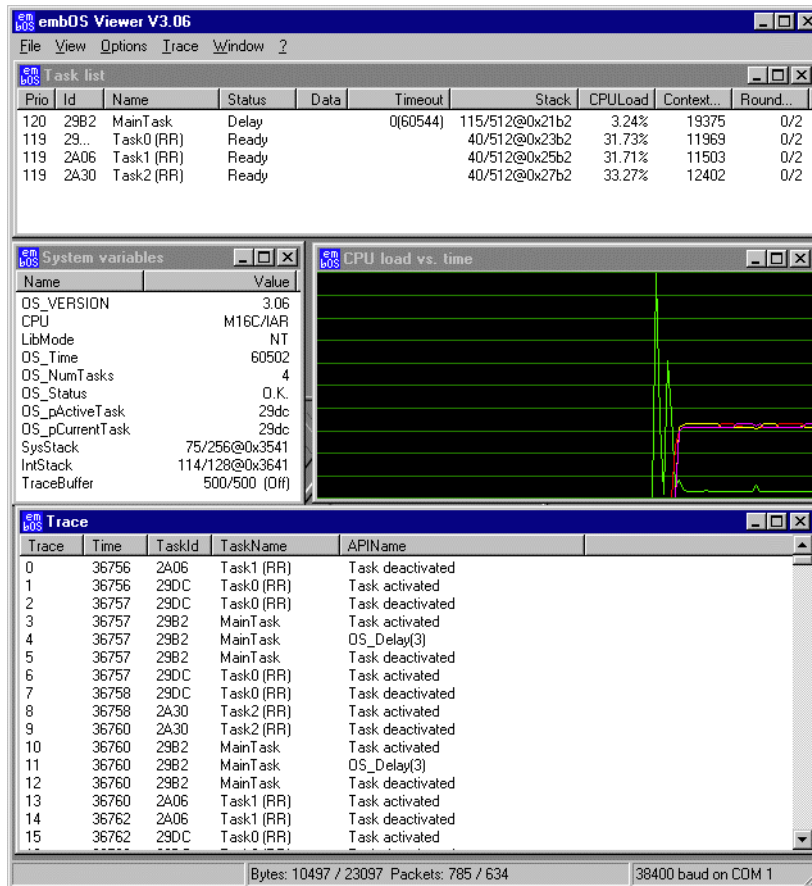 embOS Viewer V3.06
File View Options Trace Window ?
Task list
Prio Id Name Status Data Timeout Stack CPULoad Context... Round...
120 29B2 MainTask Delay 0(60544) 115/512@0x21b2 3.24% 19375 0/2
119 29... Task0 (RR) Ready 40/512@0x23b2 31.73% 11969 0/2
119 2A06 Task1 (RR) Ready 40/512@0x25b2 31.71% 11503 0/2
119 2A30 Task2 (RR) Ready 40/512@0x27b2 33.27% 12402 0/2
System variables
Name Value
OS_VERSION 3.06
CPU M16C/IAR
LibMode NT
OS_Time 60502
OS_NumTasks 4
OS_Status O.K.
OS_pActiveTask 29dc
OS_pCurrentTask 29dc
SysStack 75/256@0x3541
IntStack 114/128@0x3641
TraceBuffer 500/500 (Off)
CPU load vs. time
Trace
Trace Time TaskId TaskName APIName
0 36756 2A06 Task1 (RR) Task deactivated
1 36756 29DC Task0 (RR) Task activated
2 36757 29DC Task0 (RR) Task deactivated
3 36757 29B2 MainTask Task activated
4 36757 29B2 MainTask OS_Delay(3)
5 36757 29B2 MainTask Task deactivated
6 36757 29DC Task0 (RR) Task activated
7 36758 29DC Task0 (RR) Task deactivated
8 36758 2A30 Task2 (RR) Task activated
9 36760 2A30 Task2 (RR) Task deactivated
10 36760 29B2 MainTask Task activated
11 36760 29B2 MainTask OS_Delay(3)
12 36760 29B2 MainTask Task deactivated
13 36760 2A06 Task1 (RR) Task activated
14 36762 2A06 Task1 (RR) Task deactivated
15 36762 29DC Task0 (RR) Task activated
Bytes: 10497 / 23097 Packets: 785 / 634
38400 baud on COM 1